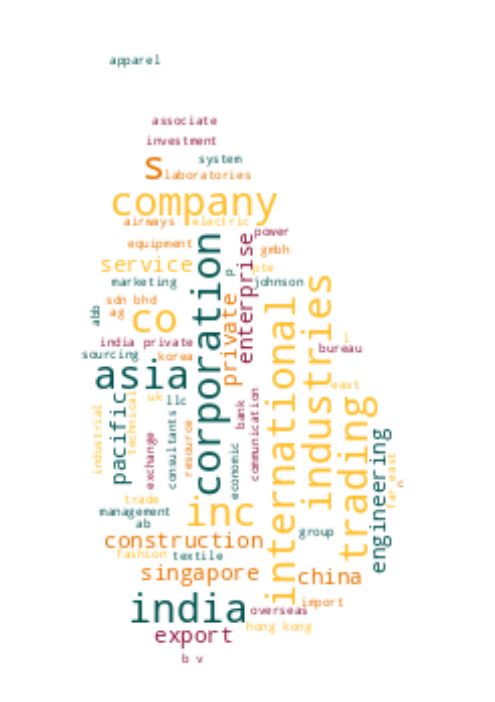 apparel
associate
investment
system
s
laboratories
company
airways
electric
power
equipment
corporation
enterprise
gmbh
service
p
pte
marketing
johnson
sdn bhd
private
industries
abb
ag
co
international
india private
l
bureau
sourcing
korea
asia
east
uk
llc
pacific
technical
bank
communication
trading
industrial
exchange
consultants
resource
economic
engineering
far east
trade
inc
management
ab
group
construction
fashion
textile
singapore
china
import
india
overseas
hong kong
export
b v